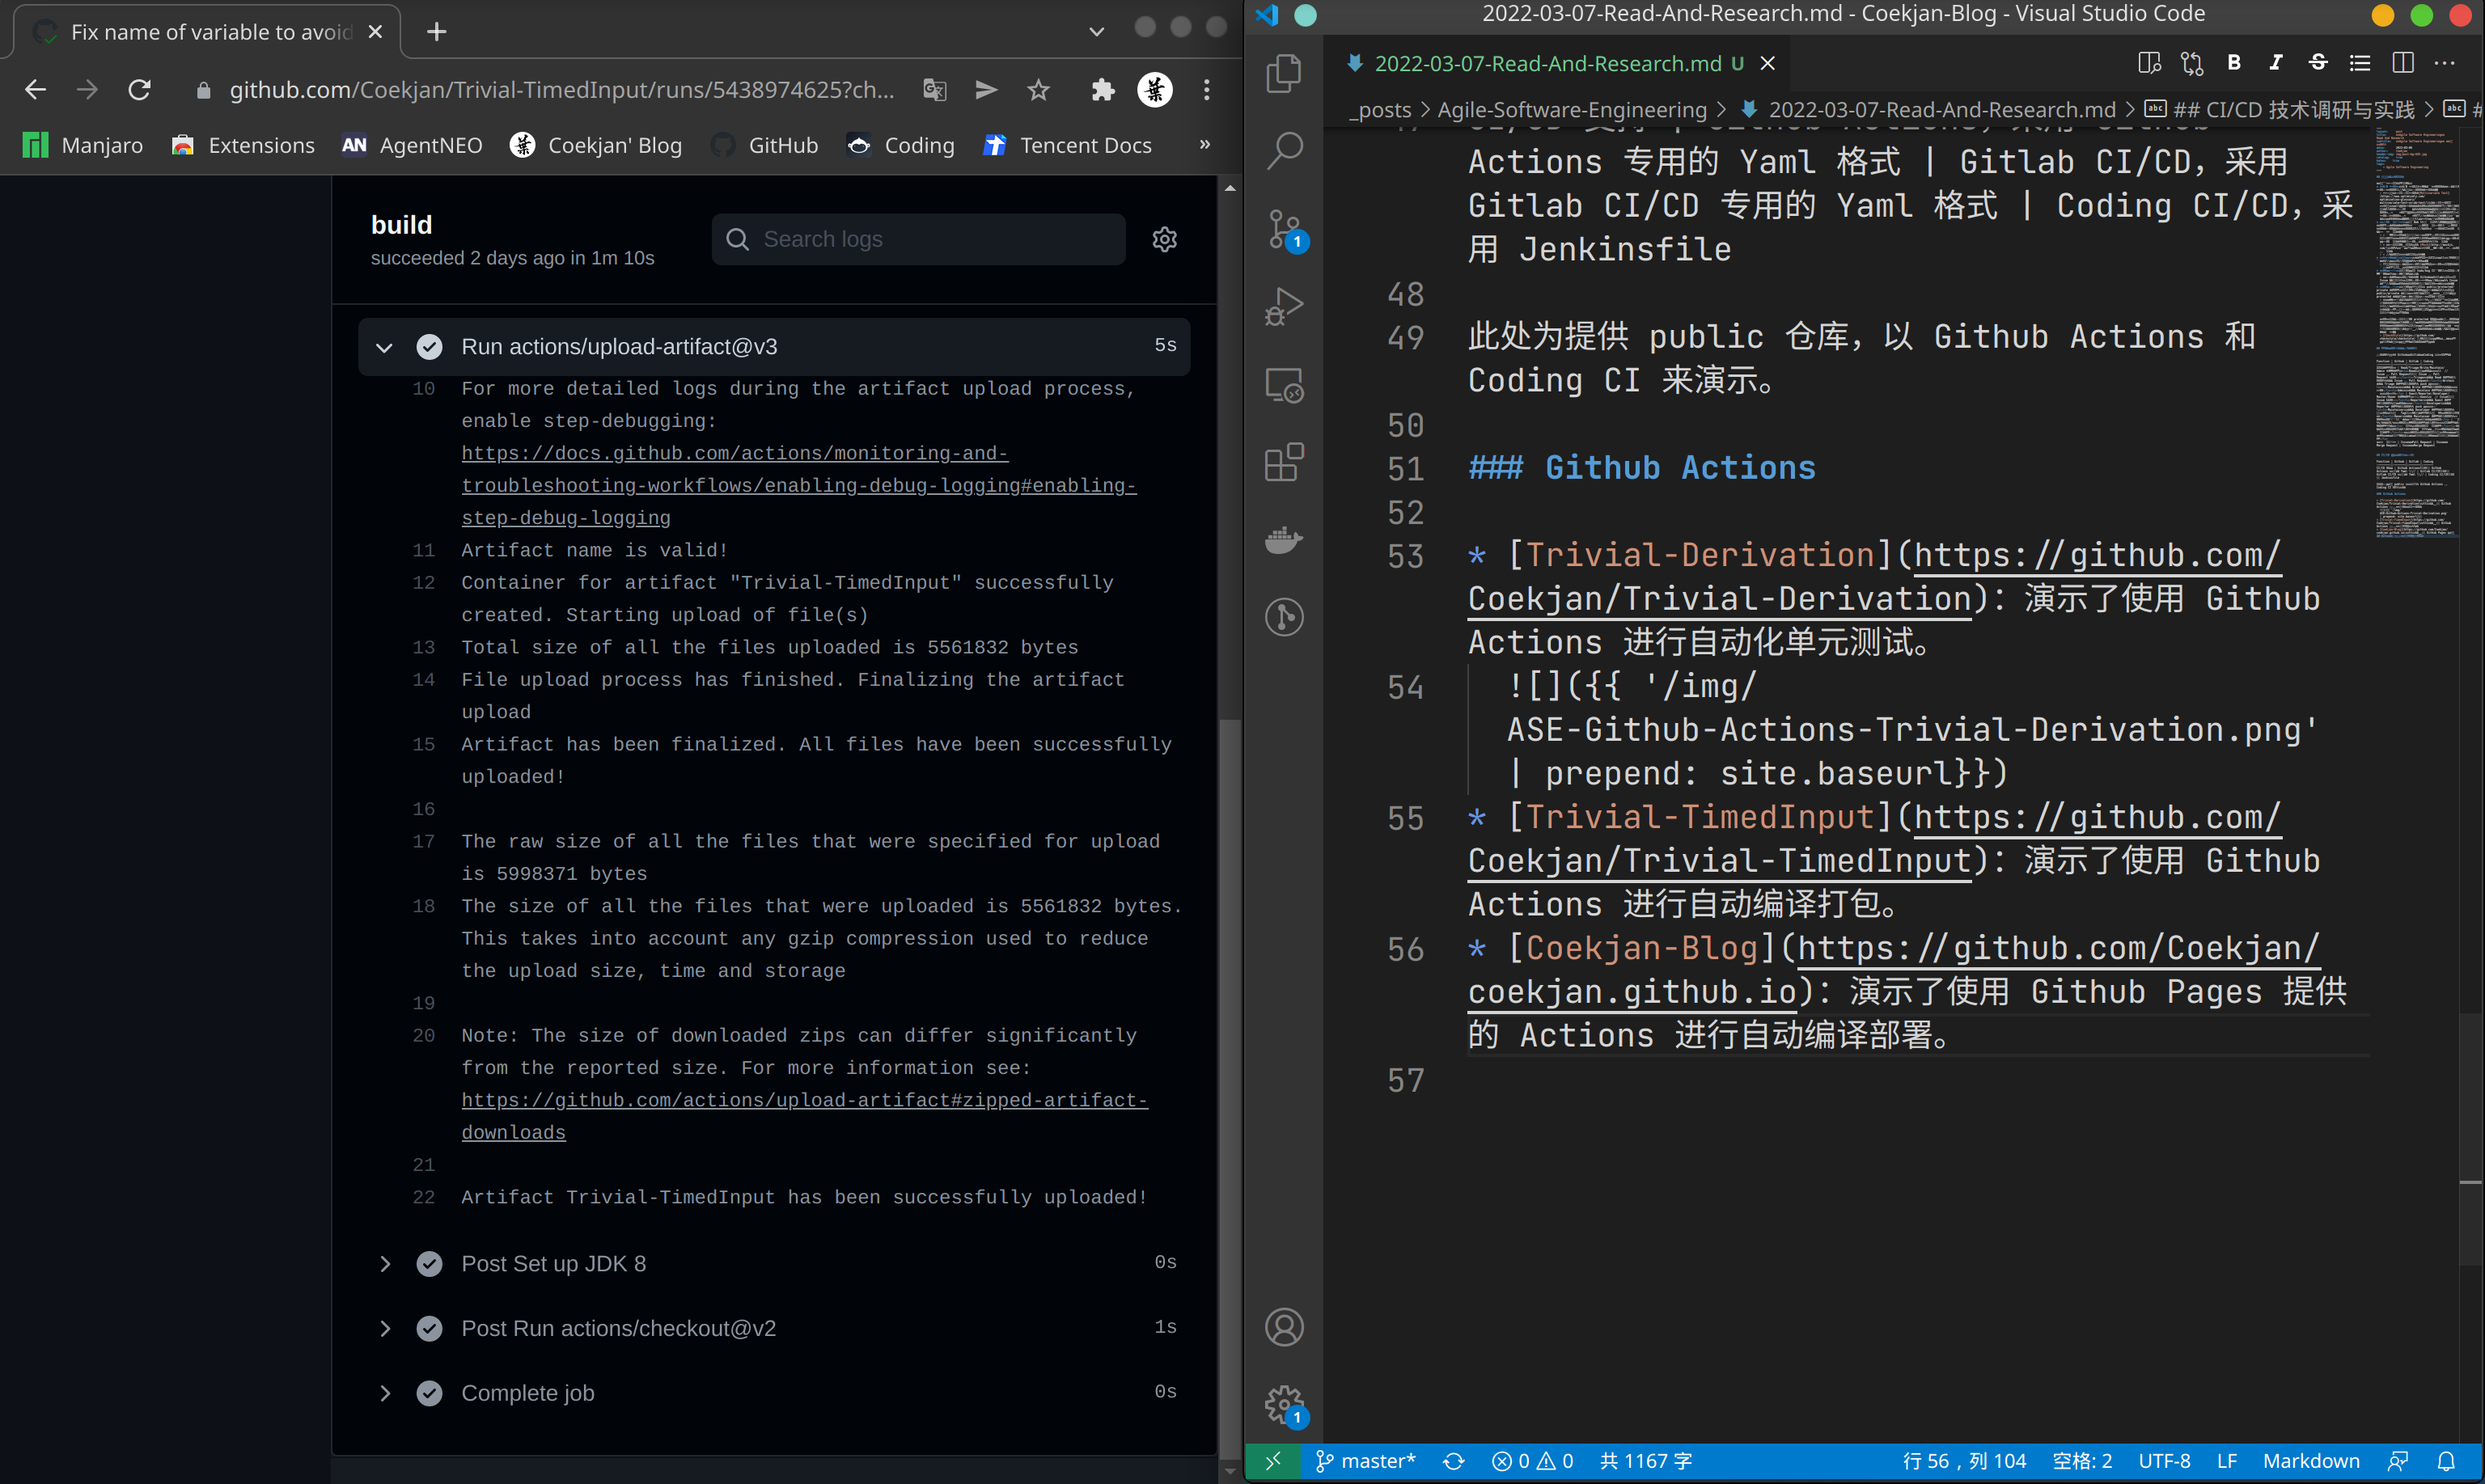 Fix name of variable to avoid
github.com/Coekjan/Trivial-TimedInput/runs/5438974625?ch...
Manjaro
Extensions
AN AgentNEO
Coekjan' Blog
GitHub
Coding
Tencent Docs
»
build
succeeded 2 days ago in 1m 10s
Search logs
Run actions/upload-artifact@v3
5s
10 For more detailed logs during the artifact upload process,
enable step-debugging:
https://docs.github.com/actions/monitoring-and-
troubleshooting-workflows/enabling-debug-logging#enabling-
step-debug-logging
11 Artifact name is valid!
12 Container for artifact "Trivial-TimedInput" successfully
created. Starting upload of file(s)
13 Total size of all the files uploaded is 5561832 bytes
14 File upload process has finished. Finalizing the artifact
upload
15 Artifact has been finalized. All files have been successfully
uploaded!
16
17 The raw size of all the files that were specified for upload
is 5998371 bytes
18 The size of all the files that were uploaded is 5561832 bytes.
This takes into account any gzip compression used to reduce
the upload size, time and storage
19
20 Note: The size of downloaded zips can differ significantly
from the reported size. For more information see:
https://github.com/actions/upload-artifact#zipped-artifact-
downloads
21
22 Artifact Trivial-TimedInput has been successfully uploaded!
Post Set up JDK 8
0s
Post Run actions/checkout@v2
1s
Complete job
0s
2022-03-07-Read-And-Research.md - Coekjan-Blog - Visual Studio Code
2022-03-07-Read-And-Research.md U
_posts > Agile-Software-Engineering > 2022-03-07-Read-And-Research.md > ## CI/CD 技术调研与实践 > #
Actions 专用的 Yaml 格式 | Gitlab CI/CD，采用
Gitlab CI/CD 专用的 Yaml 格式 | Coding CI/CD，采
用 Jenkinsfile
48
49 此处为提供 public 仓库，以 Github Actions 和
Coding CI 来演示。
50
51 ### Github Actions
52
53 * [Trivial-Derivation](https://github.com/
Coekjan/Trivial-Derivation)：演示了使用 Github
Actions 进行自动化单元测试。
54 ![]({{ '/img/
ASE-Github-Actions-Trivial-Derivation.png'
| prepend: site.baseurl}})
55 * [Trivial-TimedInput](https://github.com/
Coekjan/Trivial-TimedInput)：演示了使用 Github
Actions 进行自动编译打包。
56 * [Coekjan-Blog](https://github.com/Coekjan/
coekjan.github.io)：演示了使用 Github Pages 提供
的 Actions 进行自动编译部署。
57
1
1
master*
0 0
共 1167 字
行 56，列 104
空格: 2
UTF-8
LF
Markdown